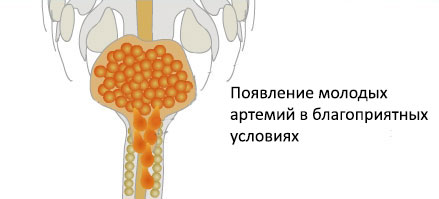 Появление молодых
артемий в благоприятных
условиях